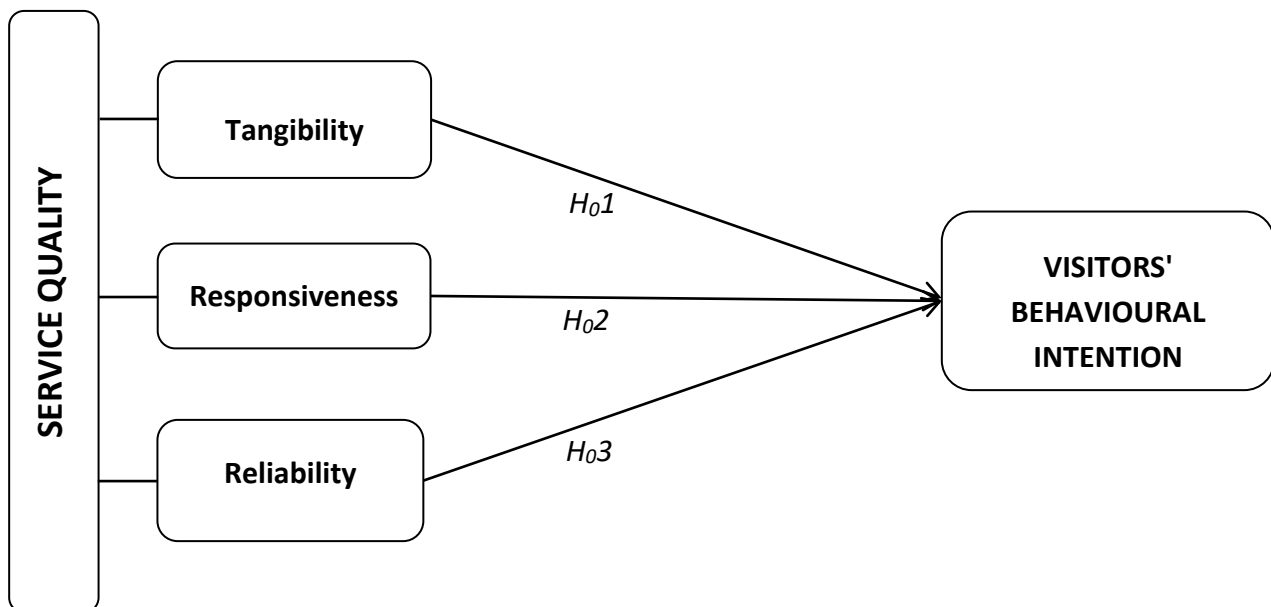 SERVICE QUALITY
Tangibility
Responsiveness
Reliability
H₀1
H₀2
H₀3
VISITORS'
BEHAVIOURAL
INTENTION